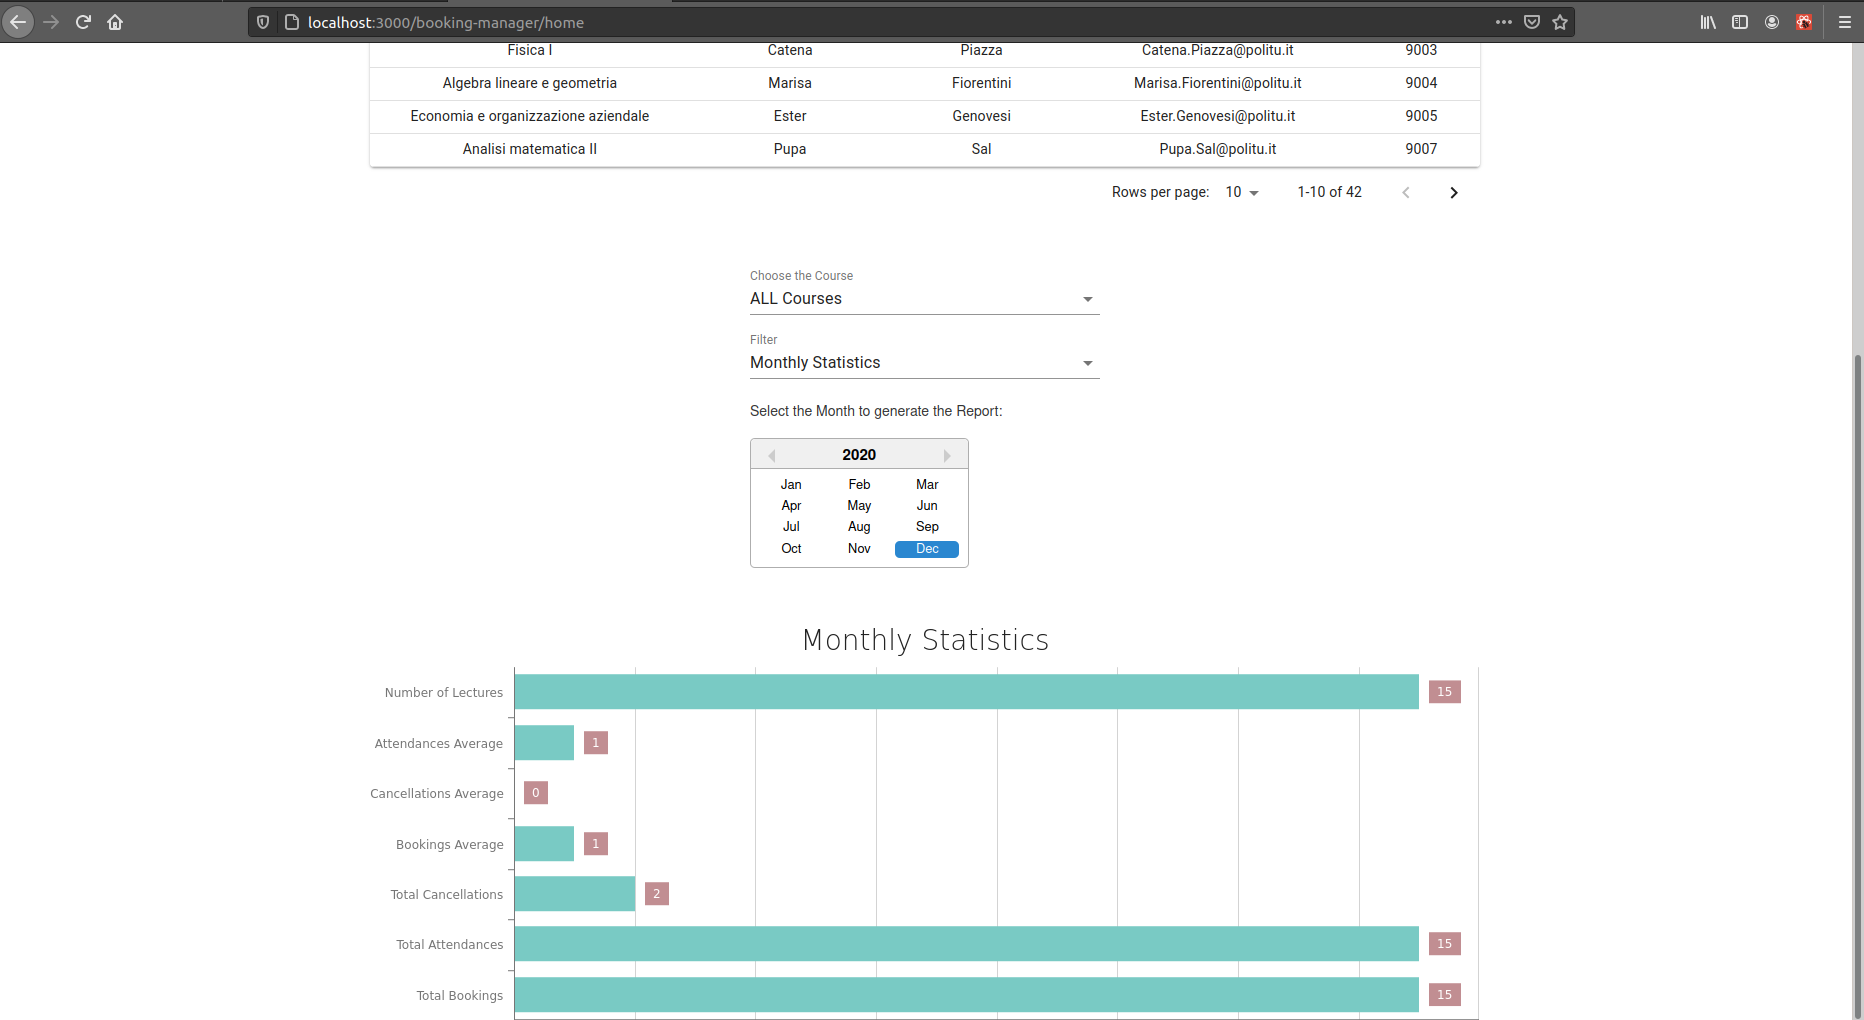 localhost:3000/booking-manager/home
Fisica I Catena Piazza Catena.Piazza@politu.it 9003
Algebra lineare e geometria Marisa Fiorentini Marisa.Fiorentini@politu.it 9004
Economia e organizzazione aziendale Ester Genovesi Ester.Genovesi@politu.it 9005
Analisi matematica II Pupa Sal Pupa.Sal@politu.it 9007
Rows per page: 10 1-10 of 42
Choose the Course
ALL Courses
Filter
Monthly Statistics
Select the Month to generate the Report:
2020
Jan Feb Mar
Apr May Jun
Jul Aug Sep
Oct Nov Dec
Monthly Statistics
Number of Lectures 15
Attendances Average 1
Cancellations Average 0
Bookings Average 1
Total Cancellations 2
Total Attendances 15
Total Bookings 15